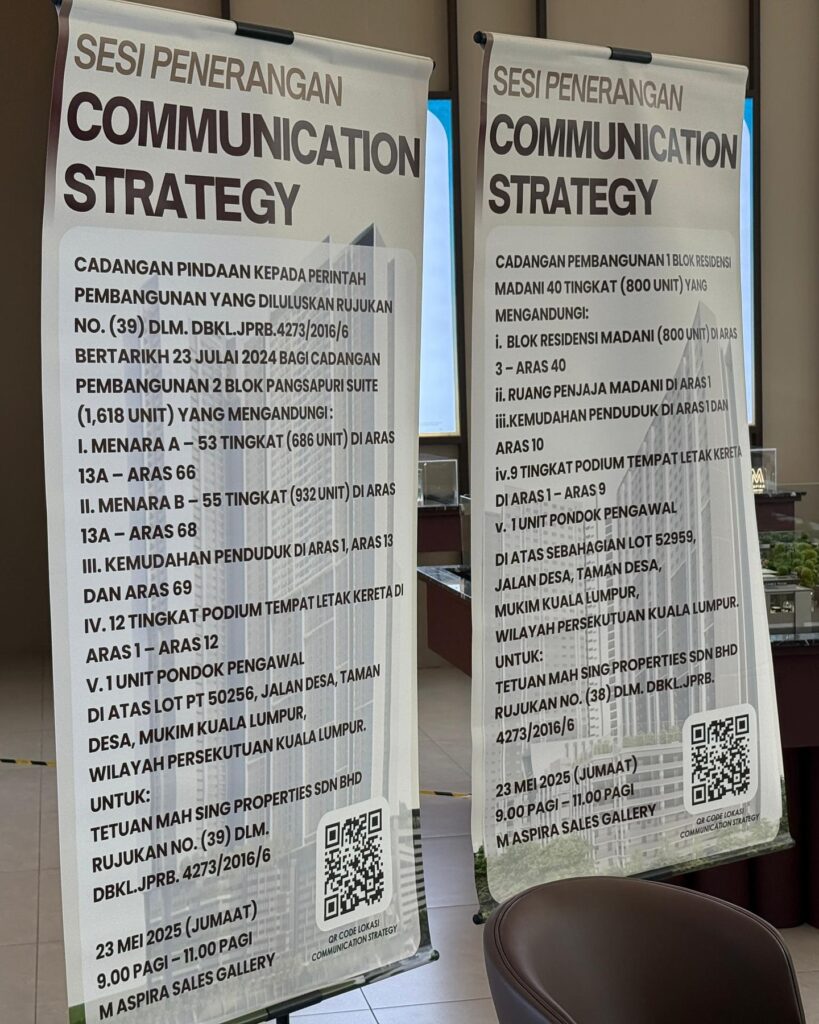 SESI PENERANGAN
COMMUNICATION
STRATEGY
CADANGAN PINDAAN KEPADA PERINTAH
PEMBANGUNAN YANG DILULUSKAN RUJUKAN
NO. (39) DLM. DBKL.JPRB.4273/2016/6
BERTARIKH 23 JULAI 2024 BAGI CADANGAN
PEMBANGUNAN 2 BLOK PANGSAPURI SUITE
(1,618 UNIT) YANG MENGANDUNGI :
I. MENARA A – 53 TINGKAT (686 UNIT) DI ARAS
13A – ARAS 66
II. MENARA B – 55 TINGKAT (932 UNIT) DI ARAS
13A – ARAS 68
III. KEMUDAHAN PENDUDUK DI ARAS 1, ARAS 13
DAN ARAS 69
IV. 12 TINGKAT PODIUM TEMPAT LETAK KERETA DI
ARAS 1 – ARAS 12
V. 1 UNIT PONDOK PENGAWAL
DI ATAS LOT PT 50256, JALAN DESA, TAMAN
DESA, MUKIM KUALA LUMPUR,
WILAYAH PERSEKUTUAN KUALA LUMPUR.
UNTUK:
TETUAN MAH SING PROPERTIES SDN BHD
RUJUKAN NO. (39) DLM.
DBKL.JPRB. 4273/2016/6
23 MEI 2025 (JUMAAT)
9.00 PAGI – 11.00 PAGI
M ASPIRA SALES GALLERY
QR CODE LOKASI
COMMUNICATION STRATEGY
SESI PENERANGAN
COMMUNICATION
STRATEGY
CADANGAN PEMBANGUNAN 1 BLOK RESIDENSI
MADANI 40 TINGKAT (800 UNIT) YANG
MENGANDUNGI:
i. BLOK RESIDENSI MADANI (800 UNIT) DI ARAS
3 – ARAS 40
ii. RUANG PENJAJA MADANI DI ARAS 1
iii.KEMUDAHAN PENDUDUK DI ARAS 1 DAN
ARAS 10
iv.9 TINGKAT PODIUM TEMPAT LETAK KERETA
DI ARAS 1 – ARAS 9
v. 1 UNIT PONDOK PENGAWAL
DI ATAS SEBAHAGIAN LOT 52959,
JALAN DESA, TAMAN DESA,
MUKIM KUALA LUMPUR,
WILAYAH PERSEKUTUAN KUALA LUMPUR.
UNTUK:
TETUAN MAH SING PROPERTIES SDN BHD
RUJUKAN NO. (38) DLM. DBKL.JPRB.
4273/2016/6
23 MEI 2025 (JUMAAT)
9.00 PAGI – 11.00 PAGI
M ASPIRA SALES GALLERY
QR CODE LOKASI
COMMUNICATION STRATEGY